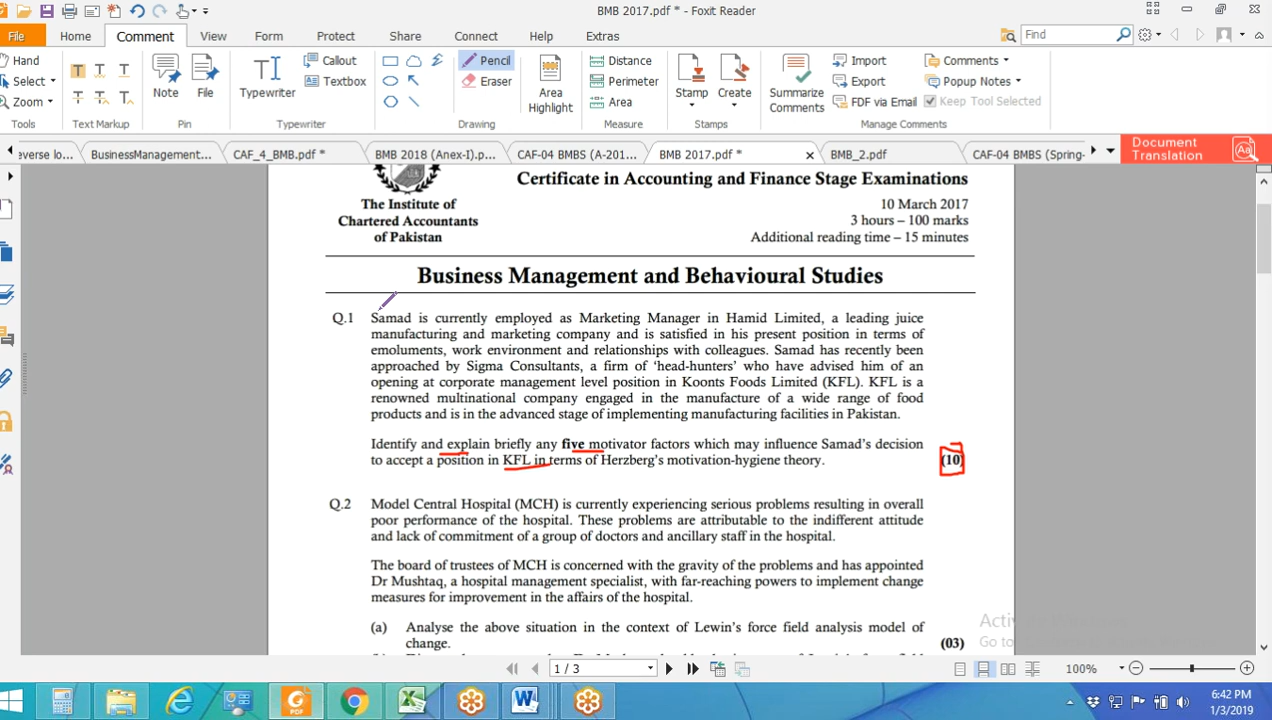 BMB 2017.pdf * - Foxit Reader
File Home Comment View Form Protect Share Connect Help Extras Find
Hand
Select
Zoom
Tools
Text Markup
Note
File
Pin
Typewriter
Callout
Textbox
Typewriter
Pencil
Eraser
Drawing
Area
Highlight
Distance
Perimeter
Area
Measure
Stamp
Create
Stamps
Summarize
Comments
Import
Export
FDF via Email
Comments
Popup Notes
Keep Tool Selected
Manage Comments
everse lo... BusinessManagement... CAF_4_BMB.pdf * BMB 2018 (Anex-I).p... CAF-04 BMBS (A-201... BMB 2017.pdf * BMB_2.pdf CAF-04 BMBS (Spring-
Document
Translation
The Institute of
Chartered Accountants
of Pakistan
Certificate in Accounting and Finance Stage Examinations
10 March 2017
3 hours – 100 marks
Additional reading time – 15 minutes
Business Management and Behavioural Studies
Q.1 Samad is currently employed as Marketing Manager in Hamid Limited, a leading juice
manufacturing and marketing company and is satisfied in his present position in terms of
emoluments, work environment and relationships with colleagues. Samad has recently been
approached by Sigma Consultants, a firm of ‘head-hunters’ who have advised him of an
opening at corporate management level position in Koonts Foods Limited (KFL). KFL is a
renowned multinational company engaged in the manufacture of a wide range of food
products and is in the advanced stage of implementing manufacturing facilities in Pakistan.
Identify and explain briefly any five motivator factors which may influence Samad’s decision
to accept a position in KFL in terms of Herzberg’s motivation-hygiene theory. (10)
Q.2 Model Central Hospital (MCH) is currently experiencing serious problems resulting in overall
poor performance of the hospital. These problems are attributable to the indifferent attitude
and lack of commitment of a group of doctors and ancillary staff in the hospital.
The board of trustees of MCH is concerned with the gravity of the problems and has appointed
Dr Mushtaq, a hospital management specialist, with far-reaching powers to implement change
measures for improvement in the affairs of the hospital.
(a) Analyse the above situation in the context of Lewin’s force field analysis model of
change. (03)
1 / 3
100%
6:42 PM
1/3/2019